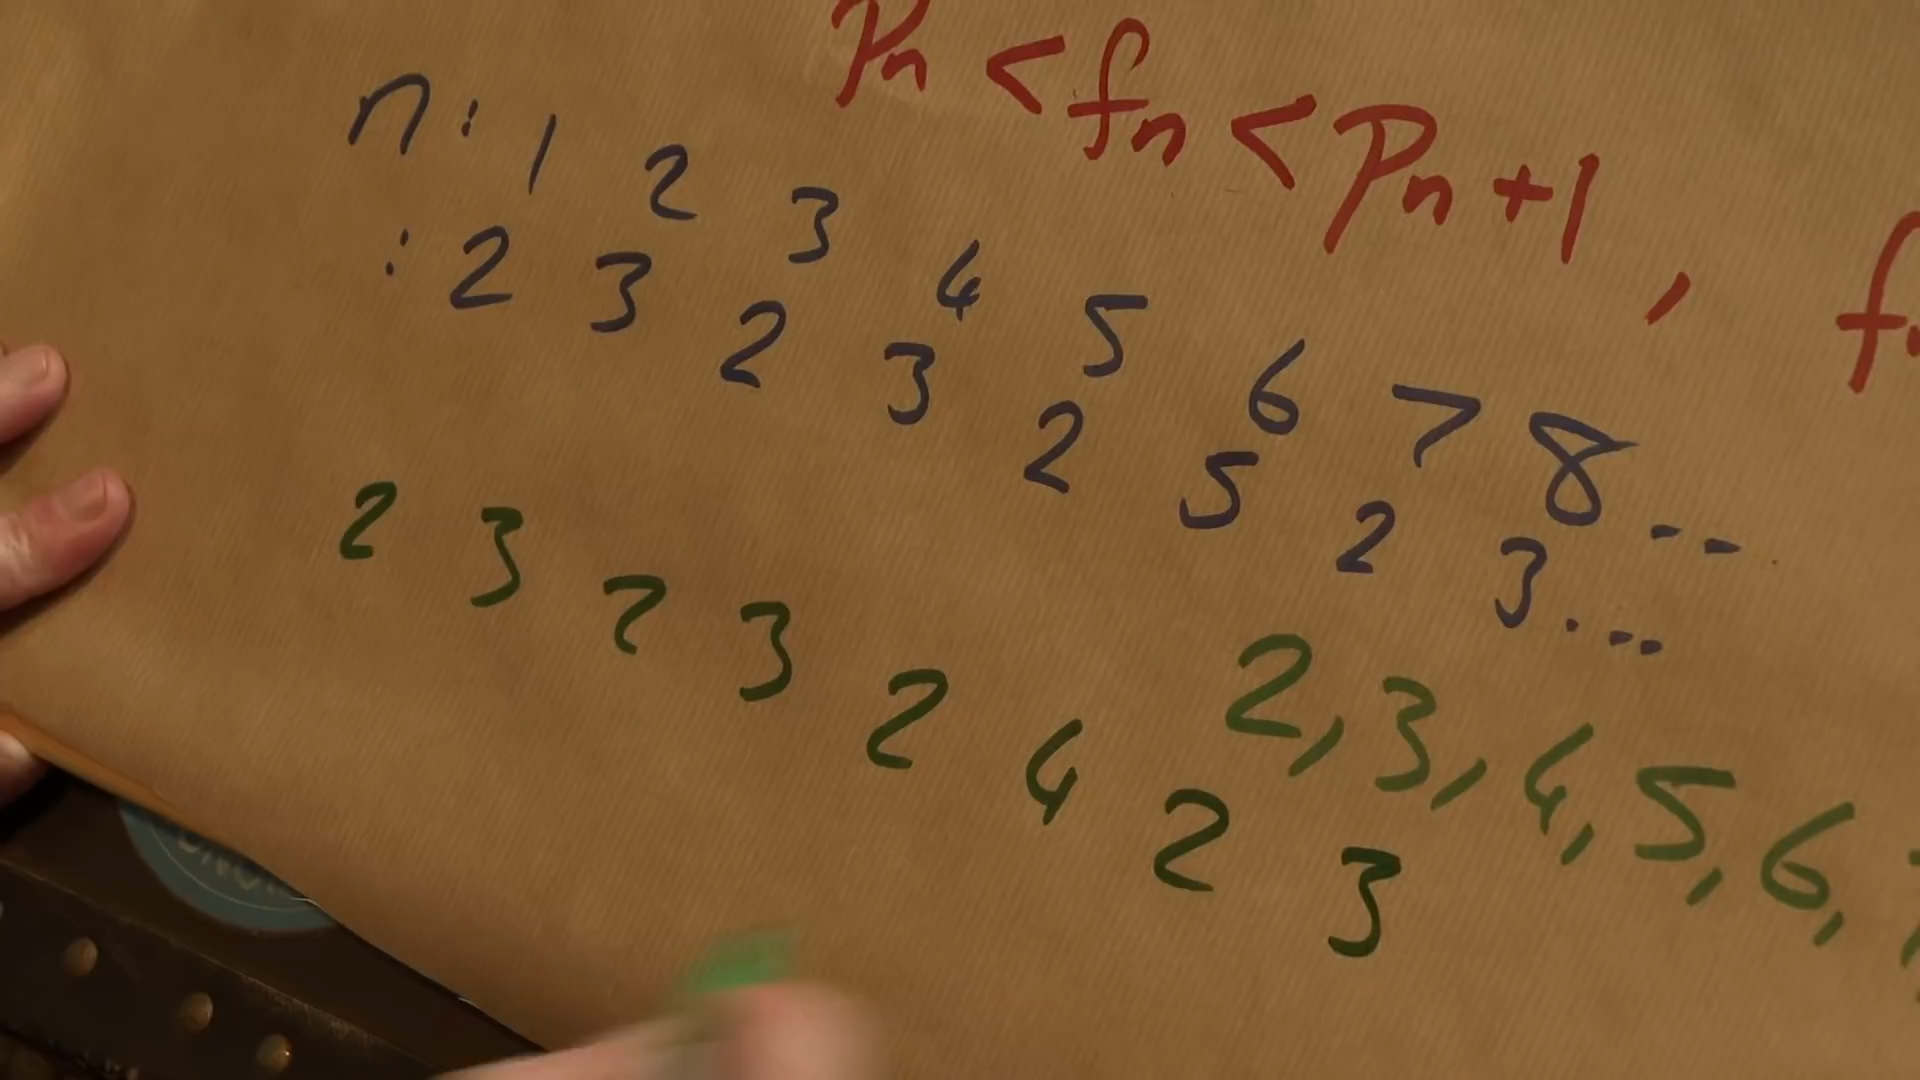 Pn < fn < Pn+1, f
n: 1 2 3 4 5 6 7 8 ---
: 2 3 2 3 2 5 2 3 ...
2 3 2 3 2 4 2 3
2, 3, 4, 5, 6,